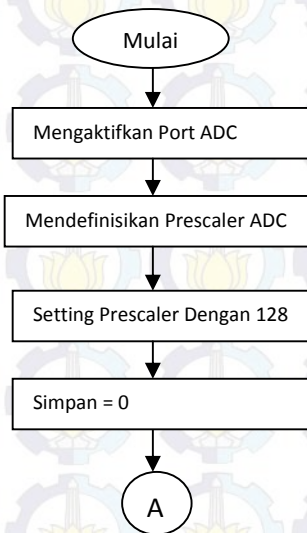 Mulai
Mengaktifkan Port ADC
Mendefinisikan Prescaler ADC
Setting Prescaler Dengan 128
Simpan = 0
A